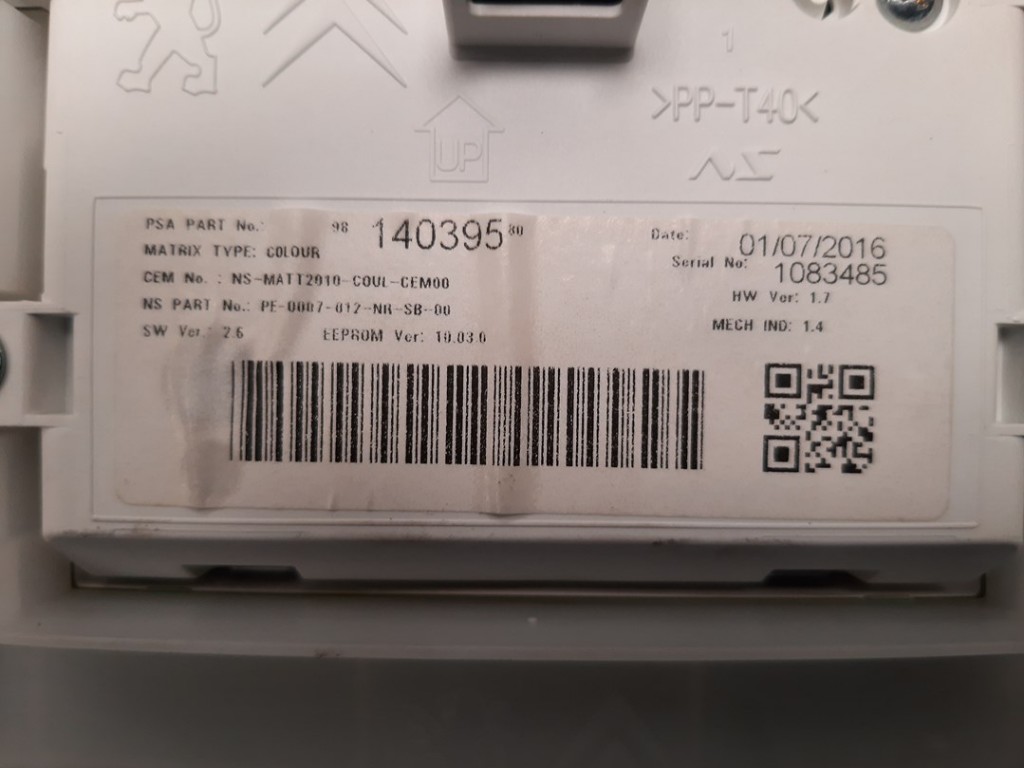 1
>PP-T40<
UP
NS
PSA PART No.: 98 140395 80
Date: 01/07/2016
MATRIX TYPE: COLOUR
Serial No: 1083485
CEM No. : NS-MATT2010-COUL-CEM00
HW Ver: 1.7
NS PART No.: PE-0007-012-NR-SB-00
MECH IND: 1.4
SW Ver.: 2.6 EEPROM Ver: 10.03.0